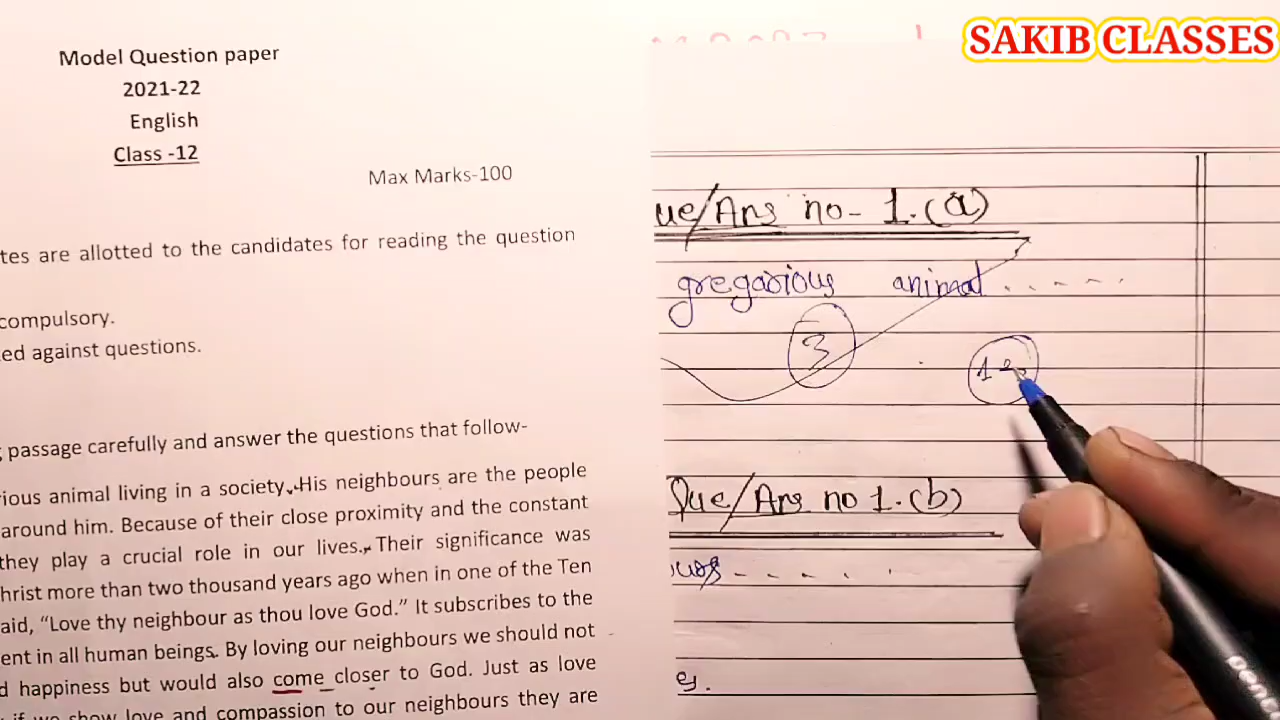 SAKIB CLASSES
Model Question paper
2021-22
English
Class -12
Max Marks-100
tes are allotted to the candidates for reading the question
compulsory.
ed against questions.
passage carefully and answer the questions that follow-
rious animal living in a society. His neighbours are the people
around him. Because of their close proximity and the constant
they play a crucial role in our lives. Their significance was
hrist more than two thousand years ago when in one of the Ten
aid, "Love thy neighbour as thou love God." It subscribes to the
ent in all human beings. By loving our neighbours we should not
d happiness but would also come closer to God. Just as love
if we show love and compassion to our neighbours they are
ue/Ans no- 1.(a)
gregarious animal......
3
Que/Ans no 1.(b)